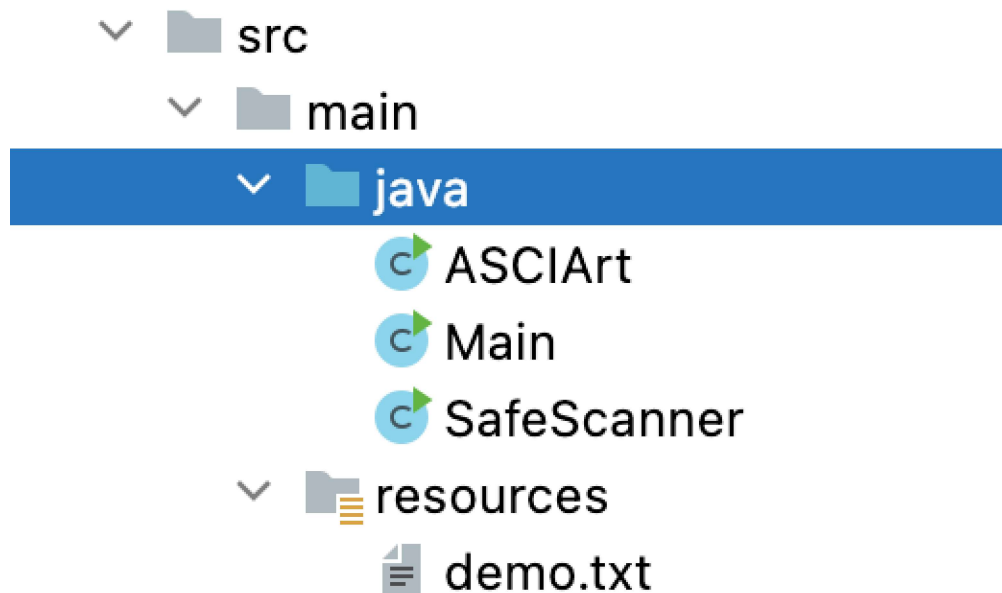 src
main
java
C ASCIArt
C Main
C SafeScanner
resources
demo.txt